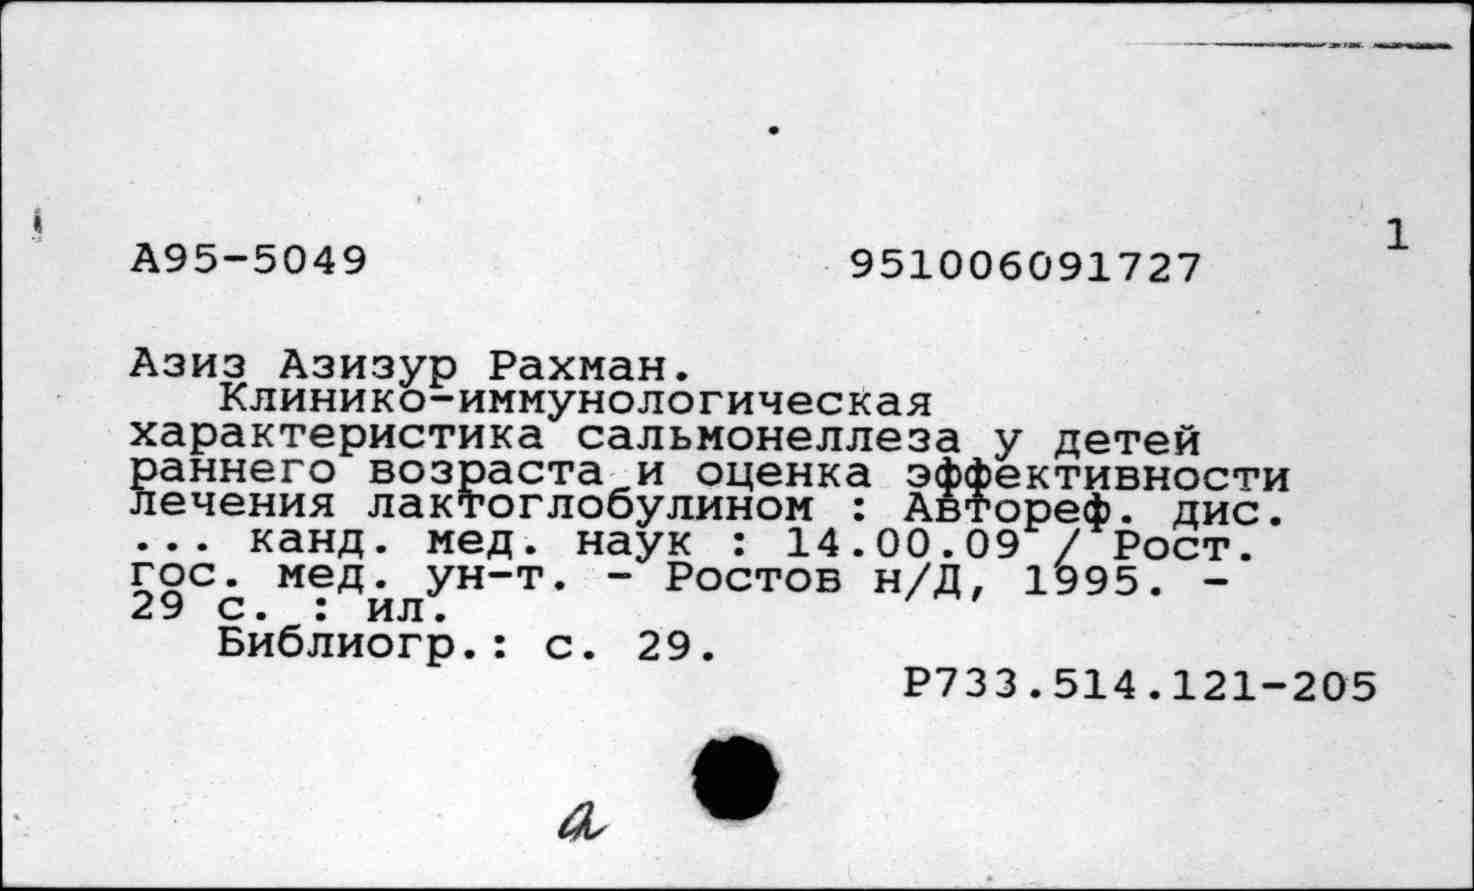 1
А95-5049 951006091727
Азиз Азизур Рахман.
Клинико-иммунологическая
характеристика сальмонеллеза у детей
раннего возраста и оценка эффективности
лечения лактоглобулином : Автореф. дис.
... канд. мед. наук : 14.00.09 / Рост.
гос. мед. ун-т. - Ростов н/Д, 1995. -
29 с. : ил.
Библиогр.: с. 29.
Р733.514.121-205
а